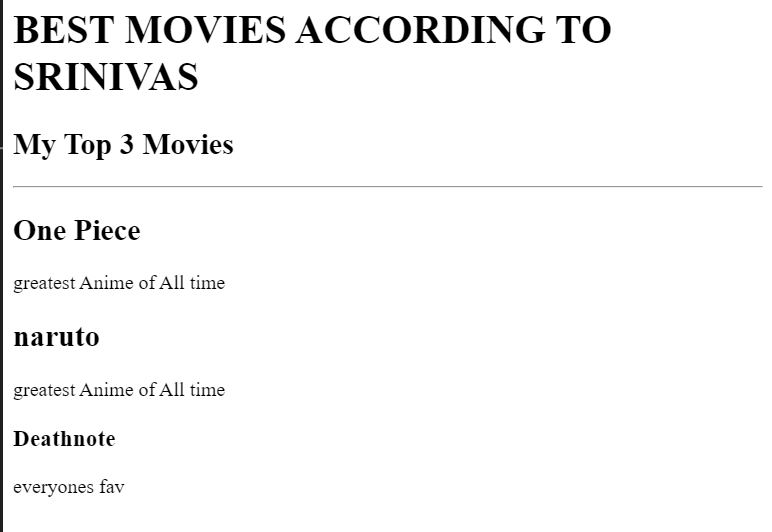 BEST MOVIES ACCORDING TO
SRINIVAS
My Top 3 Movies
One Piece
greatest Anime of All time
naruto
greatest Anime of All time
Deathnote
everyones fav